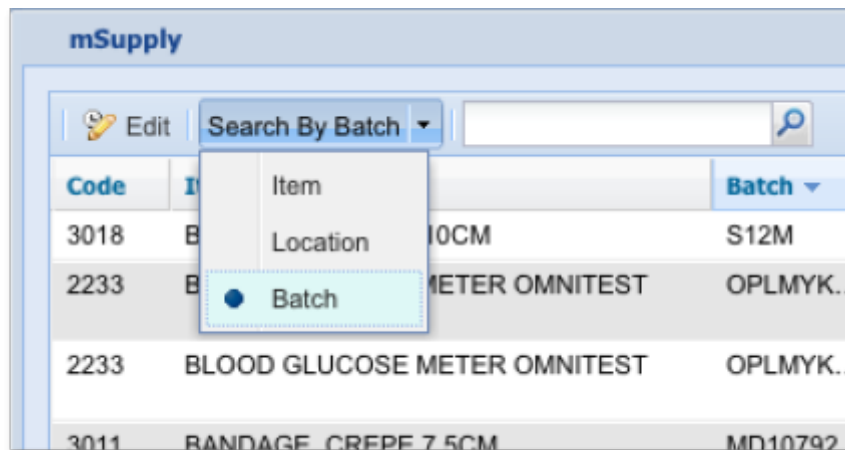 mSupply
Edit Search By Batch
Code Item Batch
3018 10CM S12M
Location
2233 METER OMNITEST OPLMYK..
Batch
2233 BLOOD GLUCOSE METER OMNITEST OPLMYK..
3011 BANDAGE CREPE 7.5CM MD10792